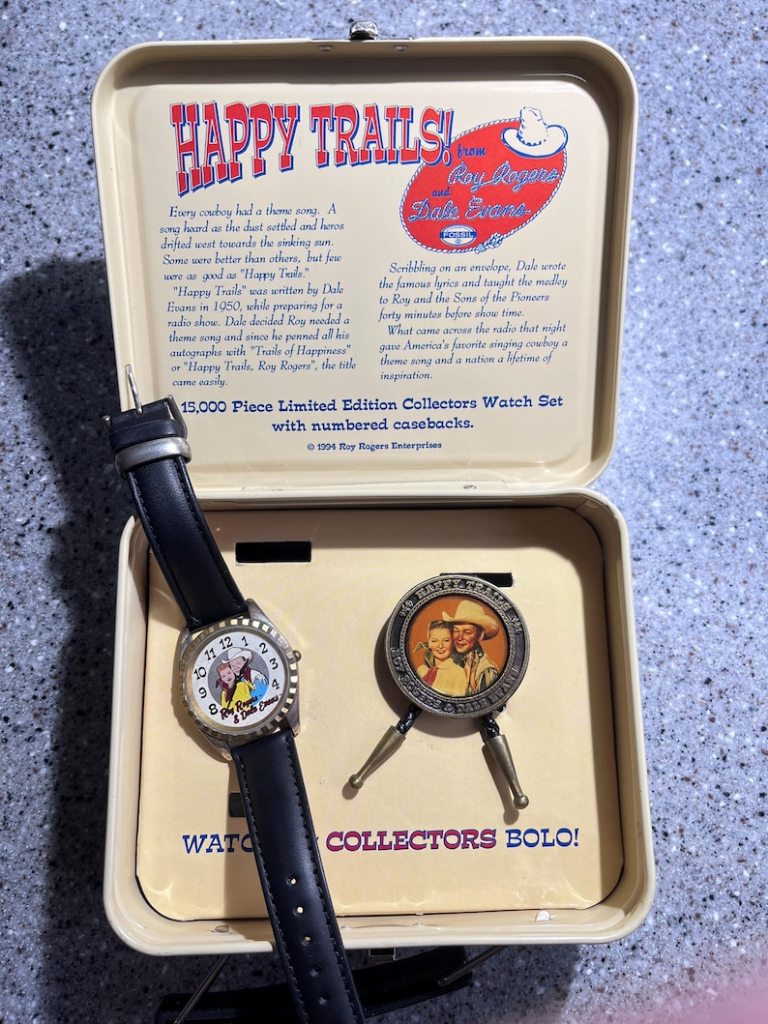 HAPPY TRAILS!
from
Roy Rogers
and
Dale Evans
FOSSIL
Every cowboy had a theme song. A
song heard as the dust settled and heros
drifted west towards the sinking sun.
Some were better than others, but few
were as good as "Happy Trails."
"Happy Trails" was written by Dale
Evans in 1950, while preparing for a
radio show. Dale decided Roy needed a
theme song and since he penned all his
autographs with "Trails of Happiness"
or "Happy Trails, Roy Rogers", the title
came easily.
Scribbling on an envelope, Dale wrote
the famous lyrics and taught the medley
to Roy and the Sons of the Pioneers
forty minutes before show time.
What came across the radio that night
gave America's favorite singing cowboy a
theme song and a nation a lifetime of
inspiration.
15,000 Piece Limited Edition Collectors Watch Set
with numbered casebacks.
© 1994 Roy Rogers Enterprises
11 12 1
10 2
9 3
8
Roy Rogers
& Dale Evans
HAPPY TRAILS
ROY ROGERS & DALE EVANS
COLLECTORS BOLO!